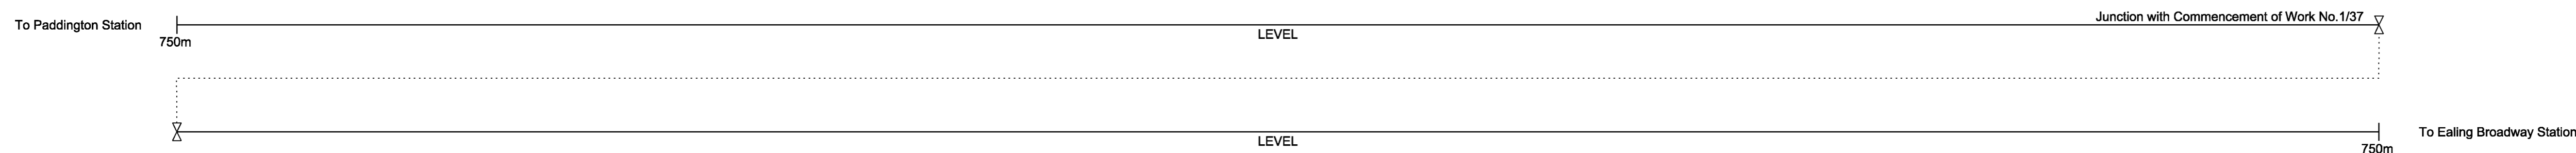 To Paddington Station
Junction with Commencement of Work No.1/37
750m
LEVEL
LEVEL
To Ealing Broadway Station
750m